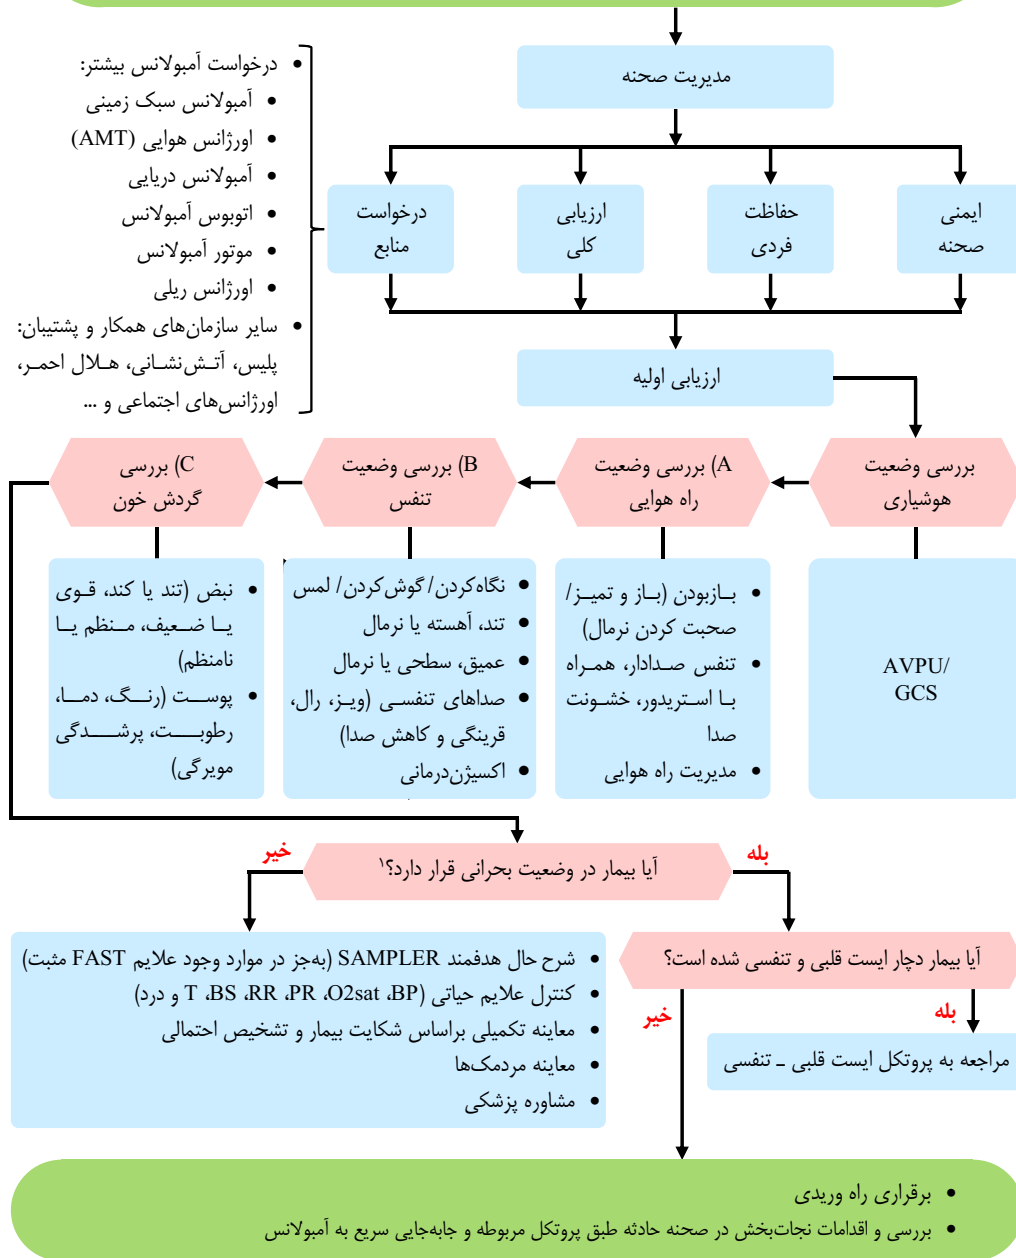 مدیریت صحنه
ایمنی
صحنه
حفاظت
فردی
ارزیابی
کلی
درخواست
منابع
• درخواست آمبولانس بیشتر:
• آمبولانس سبک زمینی
• اورژانس هوایی (AMT)
• آمبولانس دریایی
• اتوبوس آمبولانس
• موتور آمبولانس
• اورژانس ریلی
• سایر سازمان‌های همکار و پشتیبان:
پلیس، آتش‌نشانی، هلال احمر،
اورژانس‌های اجتماعی و ...
ارزیابی اولیه
بررسی وضعیت
هوشیاری
A) بررسی وضعیت
راه هوایی
B) بررسی وضعیت
تنفس
C) بررسی
گردش خون
AVPU/
GCS
• بازبودن (باز و تمیز/
صحبت کردن نرمال)
• تنفس صدادار، همراه
با استریدور، خشونت
صدا
• مدیریت راه هوایی
• نگاه‌کردن/ گوش‌کردن/ لمس
• تند، آهسته یا نرمال
• عمیق، سطحی یا نرمال
• صداهای تنفسی (ویز، رال،
قرینگی و کاهش صدا)
• اکسیژن‌درمانی
• نبض (تند یا کند، قوی
یا ضعیف، منظم یا
نامنظم)
• پوست (رنگ، دما،
رطوبت، پرشدگی
مویرگی)
آیا بیمار در وضعیت بحرانی قرار دارد؟۱
بله
خیر
آیا بیمار دچار ایست قلبی و تنفسی شده است؟
بله
خیر
مراجعه به پروتکل ایست قلبی ـ تنفسی
• شرح حال هدفمند SAMPLER (به‌جز در موارد وجود علایم FAST مثبت)
• کنترل علایم حیاتی (BP، O2sat، PR، RR، BS، T و درد)
• معاینه تکمیلی براساس شکایت بیمار و تشخیص احتمالی
• معاینه مردمک‌ها
• مشاوره پزشکی
• برقراری راه وریدی
• بررسی و اقدامات نجات‌بخش در صحنه حادثه طبق پروتکل مربوطه و جابه‌جایی سریع به آمبولانس